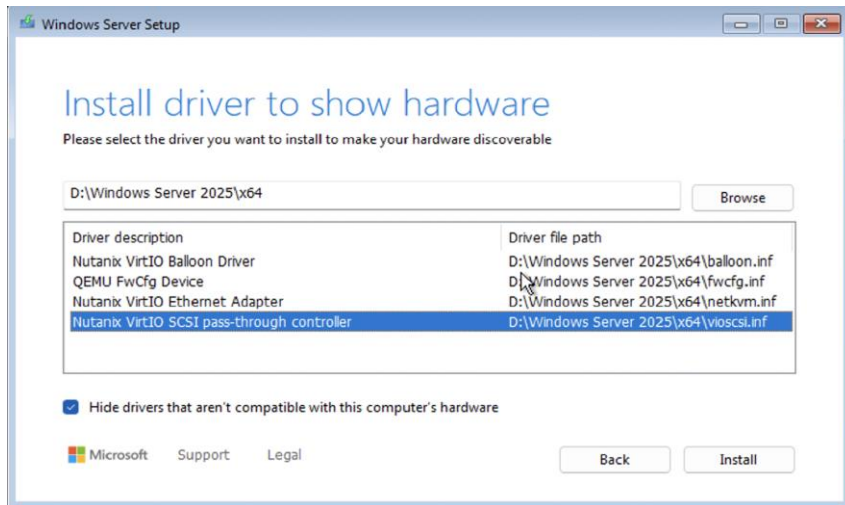 Windows Server Setup
Install driver to show hardware
Please select the driver you want to install to make your hardware discoverable
D:\Windows Server 2025\x64 Browse
Driver description Driver file path
Nutanix VirtIO Balloon Driver D:\Windows Server 2025\x64\balloon.inf
QEMU FwCfg Device D:\Windows Server 2025\x64\fwcfg.inf
Nutanix VirtIO Ethernet Adapter D:\Windows Server 2025\x64\netkvm.inf
Nutanix VirtIO SCSI pass-through controller D:\Windows Server 2025\x64\vioscsi.inf
Hide drivers that aren't compatible with this computer's hardware
Microsoft Support Legal Back Install